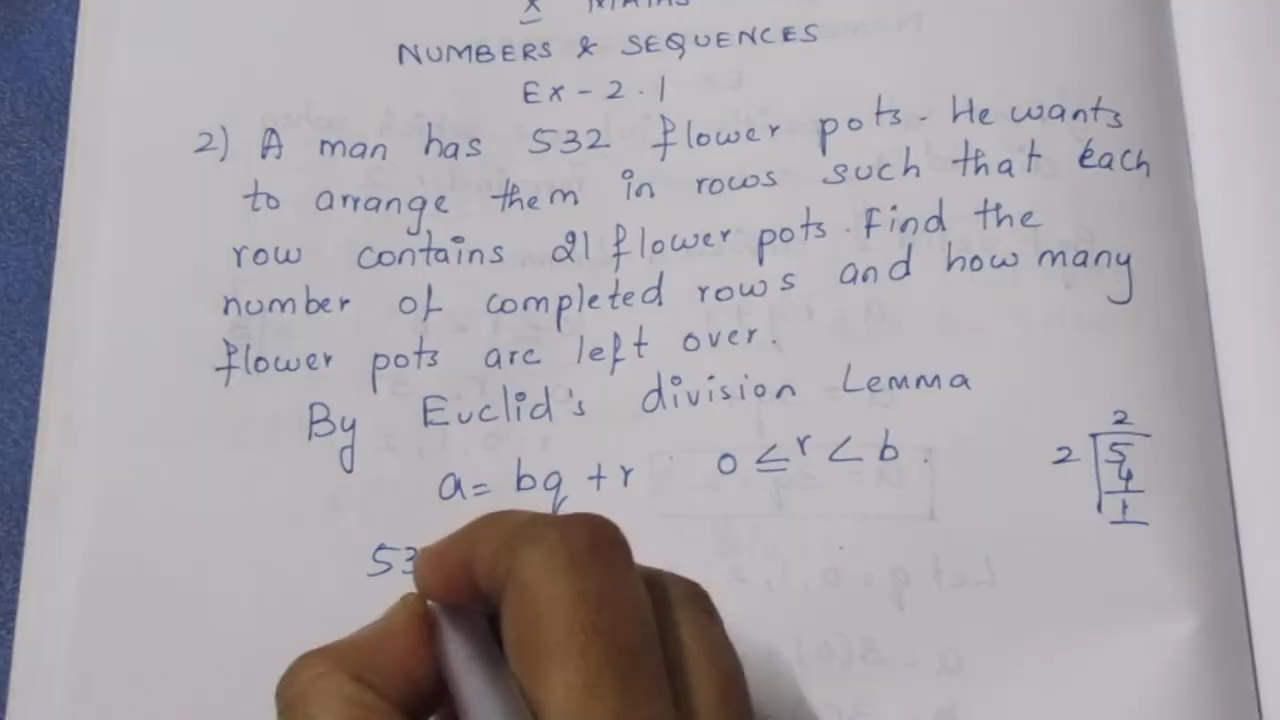 NUMBERS & SEQUENCES
Ex - 2.1
2) A man has 532 flower pots. He wants
to arrange them in rows such that each
row contains 21 flower pots. Find the
number of completed rows and how many
flower pots are left over.
By Euclid's division Lemma
a = bq + r 0 ≤ r < b.
2
2 5
4
1
53